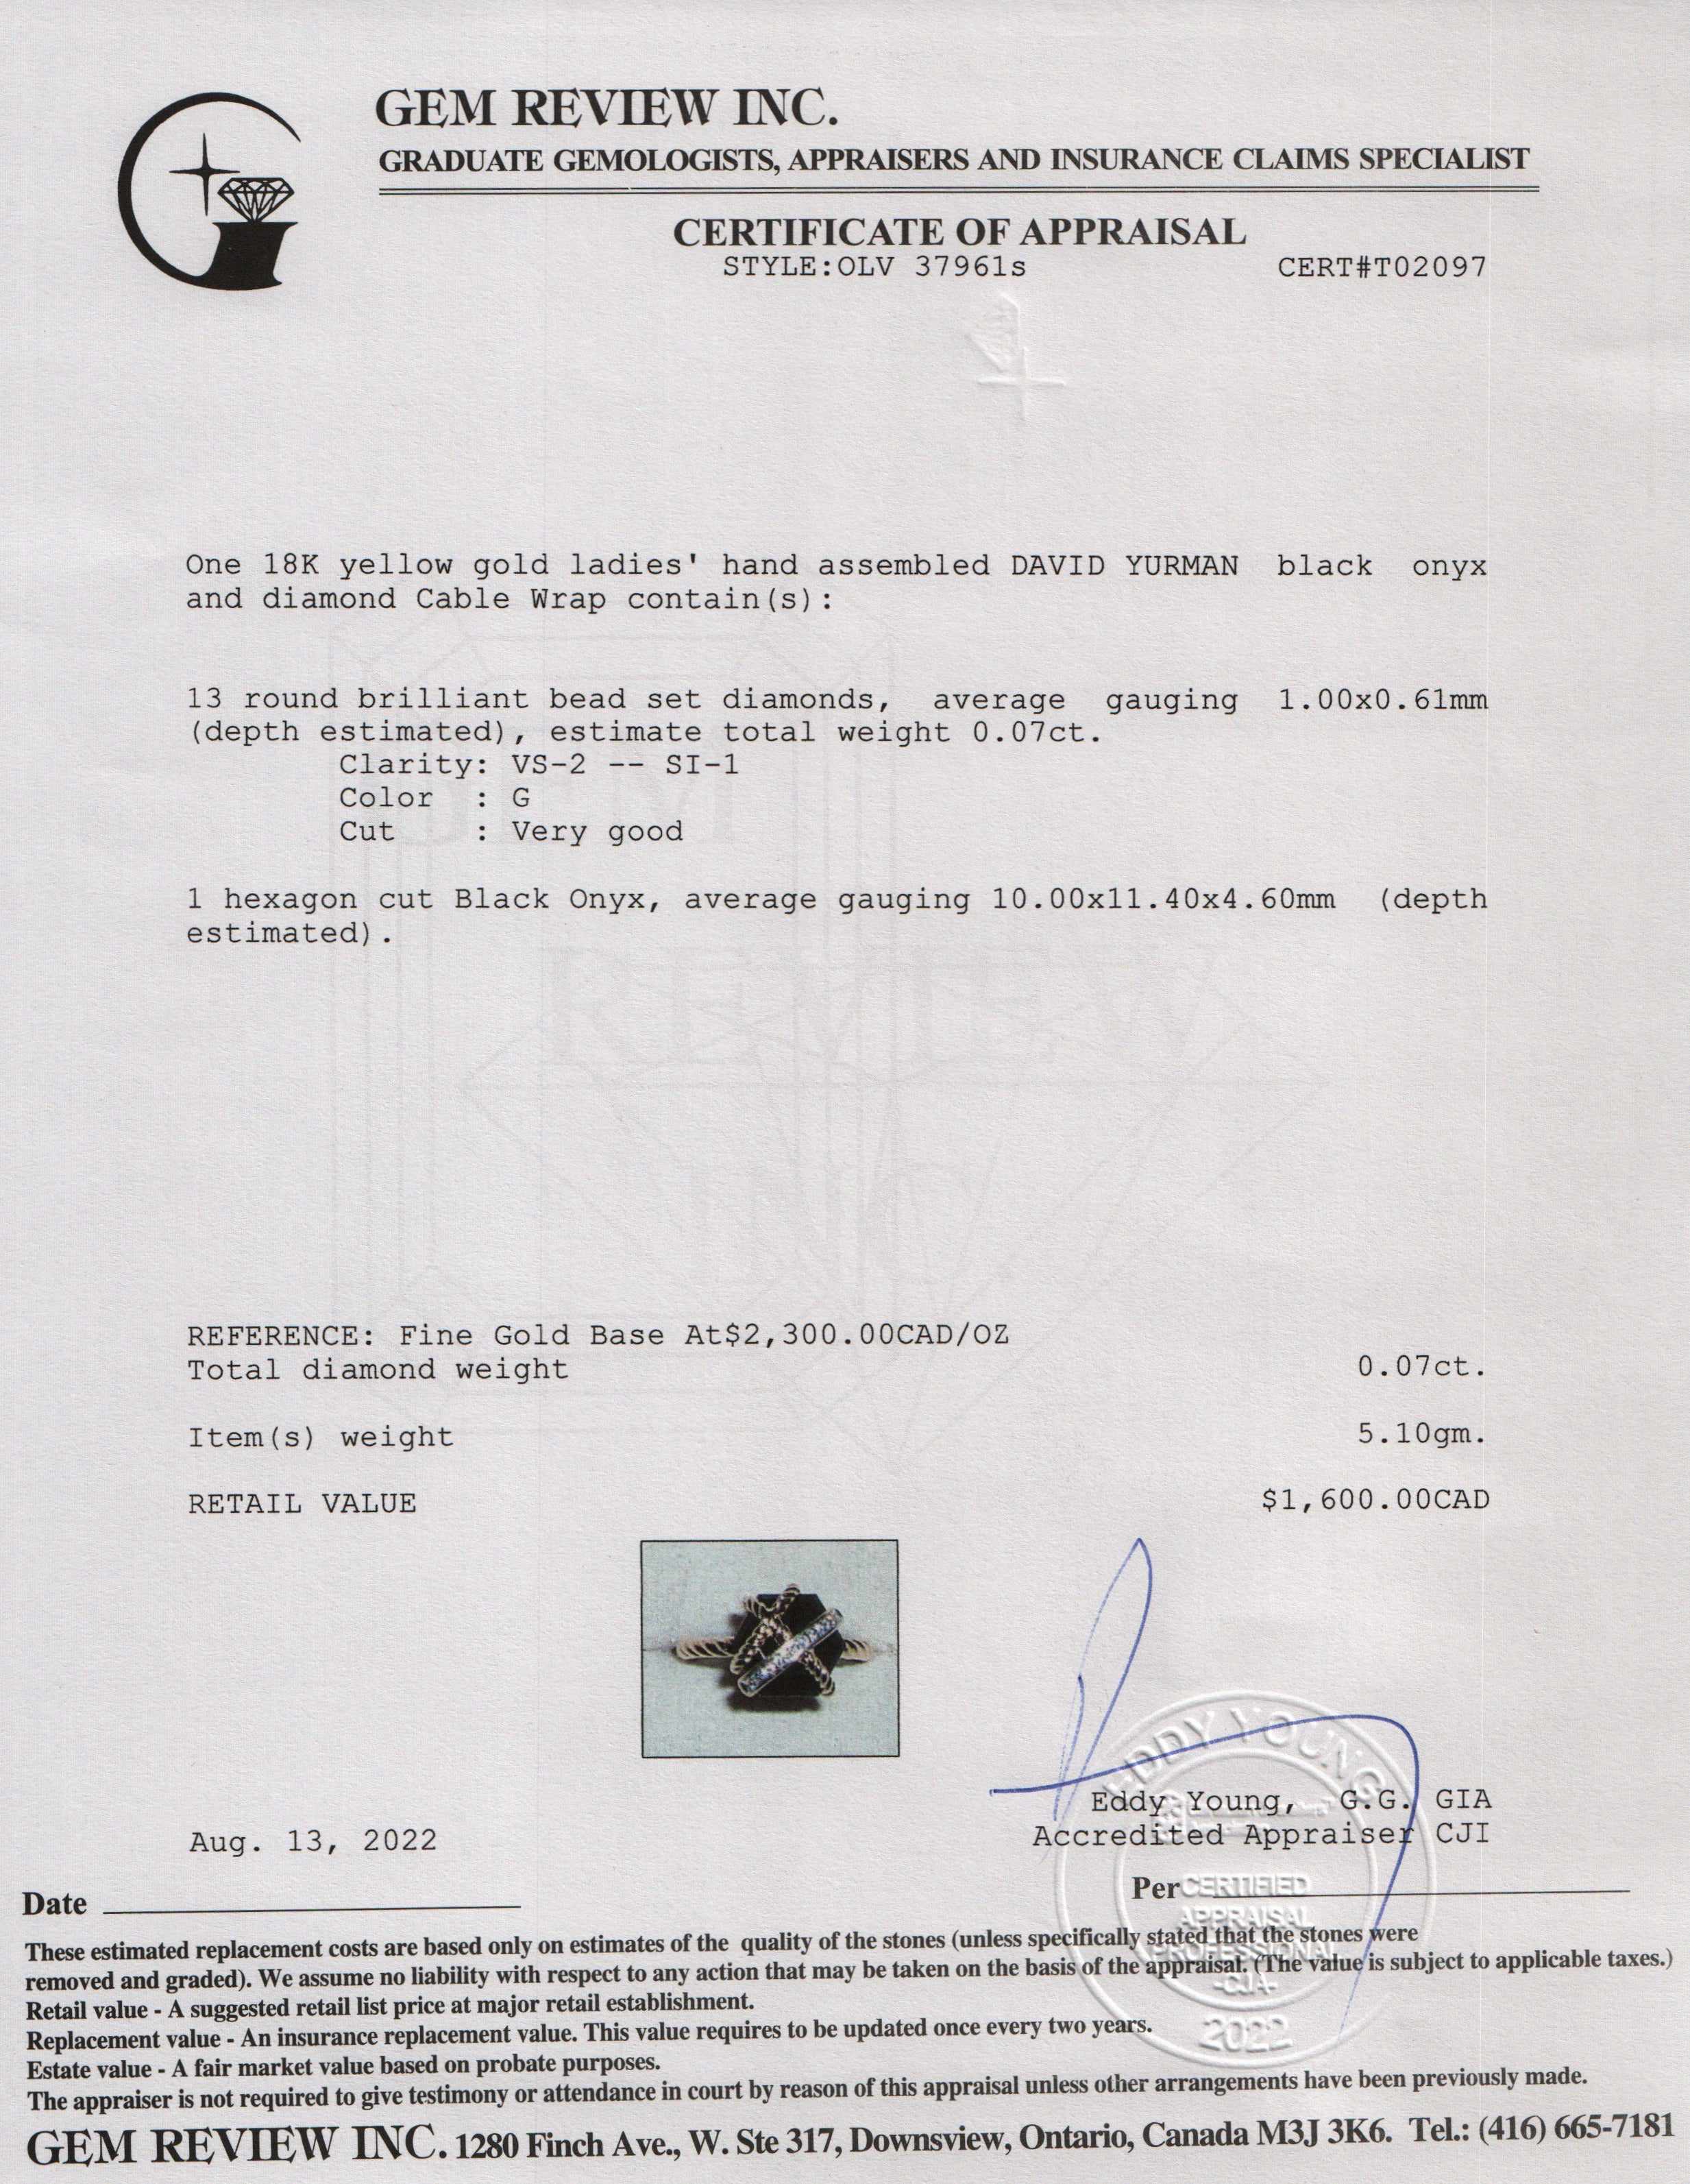 GEM REVIEW INC.
GRADUATE GEMOLOGISTS, APPRAISERS AND INSURANCE CLAIMS SPECIALIST
CERTIFICATE OF APPRAISAL
STYLE:OLV 37961s CERT#T02097
One 18K yellow gold ladies' hand assembled DAVID YURMAN black onyx
and diamond Cable Wrap contain(s):
13 round brilliant bead set diamonds, average gauging 1.00x0.61mm
(depth estimated), estimate total weight 0.07ct.
Clarity: VS-2 -- SI-1
Color : G
Cut : Very good
1 hexagon cut Black Onyx, average gauging 10.00x11.40x4.60mm (depth
estimated).
GEM
REVIEW
INC.
REFERENCE: Fine Gold Base At$2,300.00CAD/OZ
Total diamond weight 0.07ct.
Item(s) weight 5.10gm.
RETAIL VALUE $1,600.00CAD
EDDY YOUNG
Eddy Young, G.G. GIA
Aug. 13, 2022 Accredited Appraiser CJI
Date Per
CERTIFIED
APPRAISAL
PROFESSIONAL
-CJA-
2022
These estimated replacement costs are based only on estimates of the quality of the stones (unless specifically stated that the stones were
removed and graded). We assume no liability with respect to any action that may be taken on the basis of the appraisal. (The value is subject to applicable taxes.)
Retail value - A suggested retail list price at major retail establishment.
Replacement value - An insurance replacement value. This value requires to be updated once every two years.
Estate value - A fair market value based on probate purposes.
The appraiser is not required to give testimony or attendance in court by reason of this appraisal unless other arrangements have been previously made.
GEM REVIEW INC. 1280 Finch Ave., W. Ste 317, Downsview, Ontario, Canada M3J 3K6. Tel.: (416) 665-7181